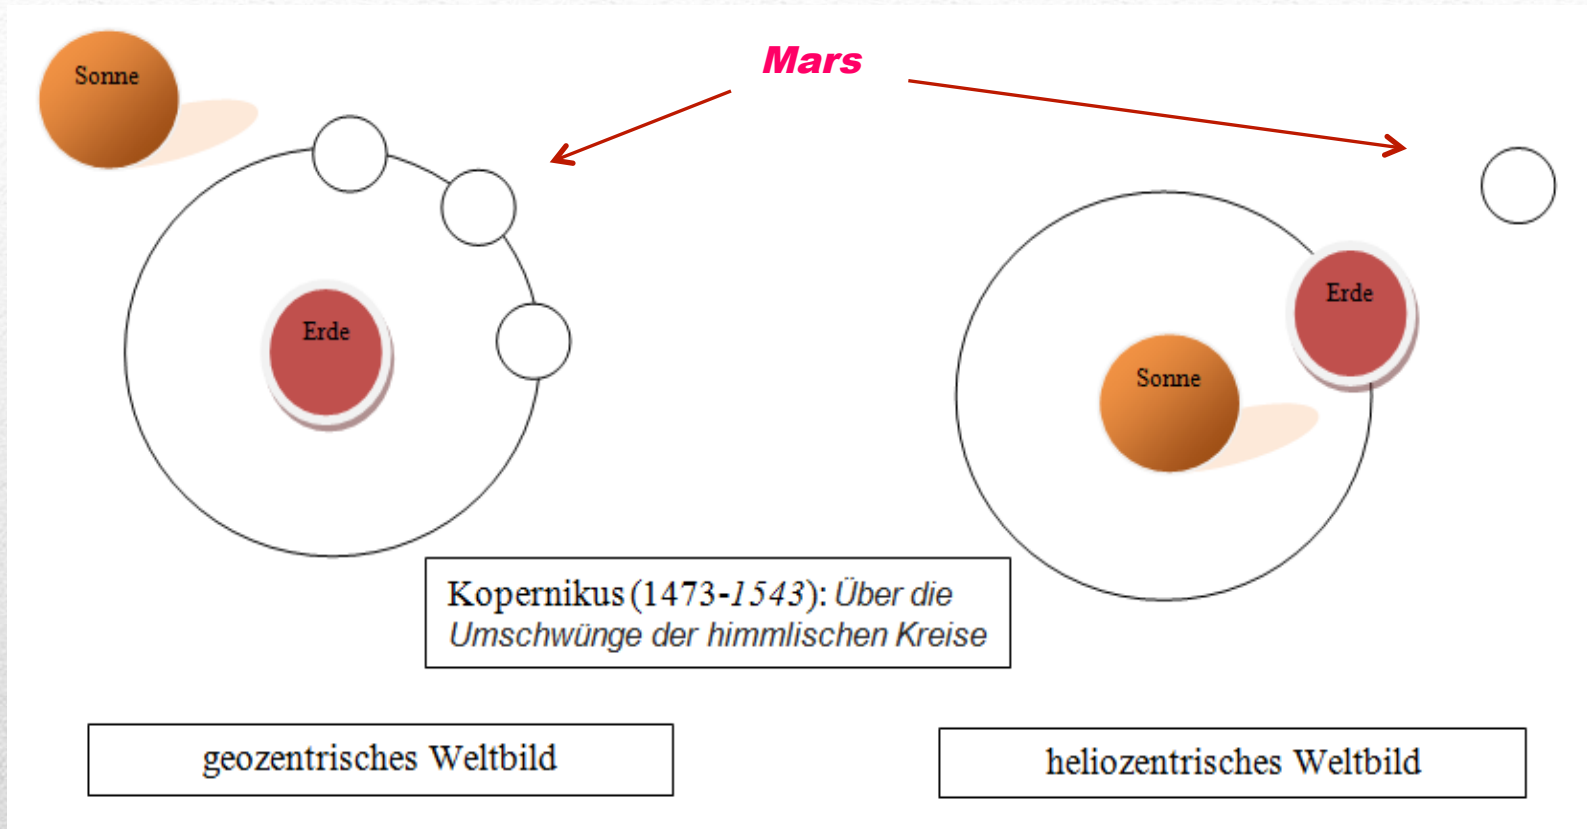 Mars
Sonne
Erde
Erde
Sonne
Kopernikus (1473-1543): Über die
Umschwünge der himmlischen Kreise
geozentrisches Weltbild
heliozentrisches Weltbild